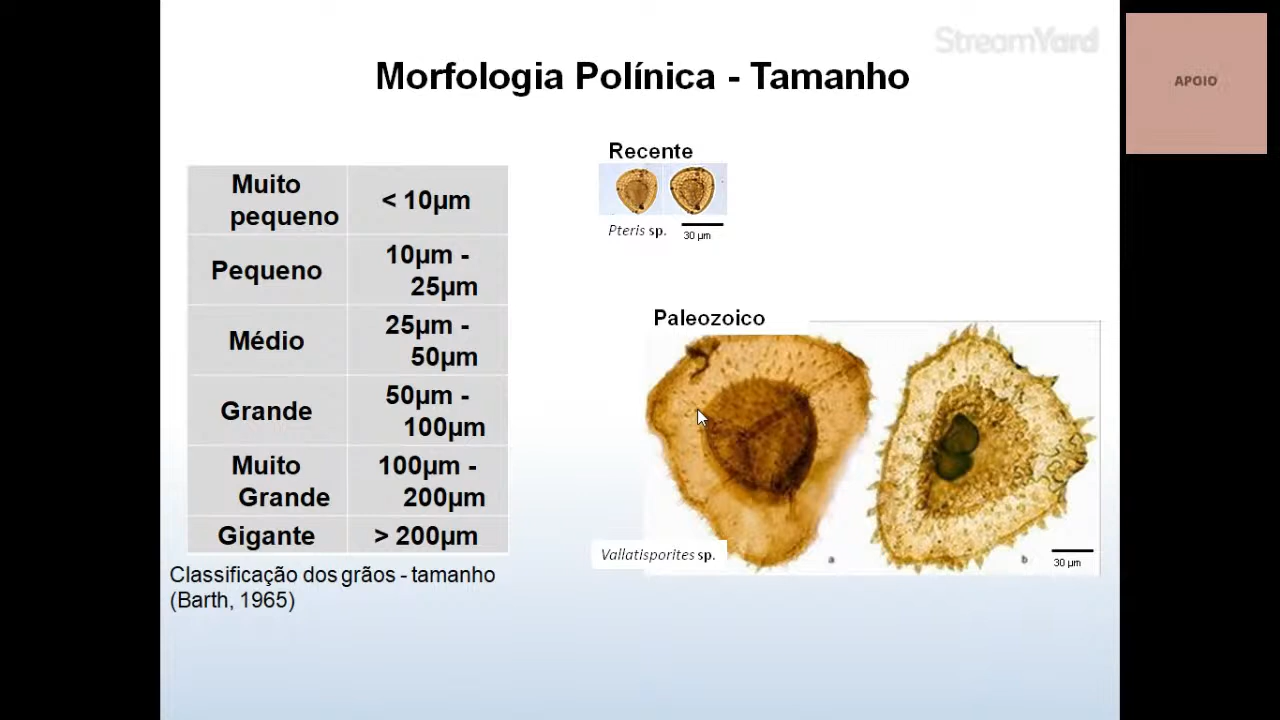 StreamYard
APOIO
Morfologia Polínica - Tamanho
Muito
pequeno
< 10µm
Pequeno
10µm -
25µm
Médio
25µm -
50µm
Grande
50µm -
100µm
Muito
Grande
100µm -
200µm
Gigante
> 200µm
Classificação dos grãos - tamanho
(Barth, 1965)
Recente
Pteris sp.
30 µm
Paleozoico
Vallatisporites sp.
a
b
30 µm